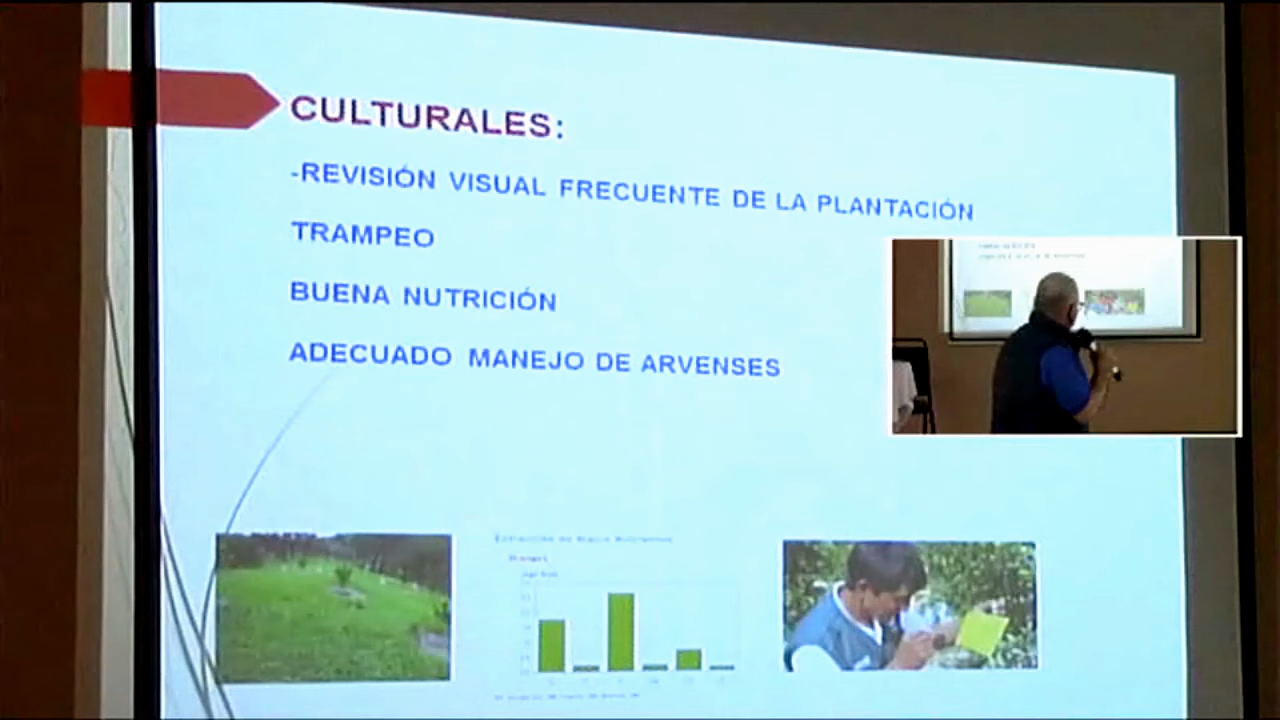 CULTURALES:
-REVISIÓN VISUAL FRECUENTE DE LA PLANTACIÓN
TRAMPEO
BUENA NUTRICIÓN
ADECUADO MANEJO DE ARVENSES